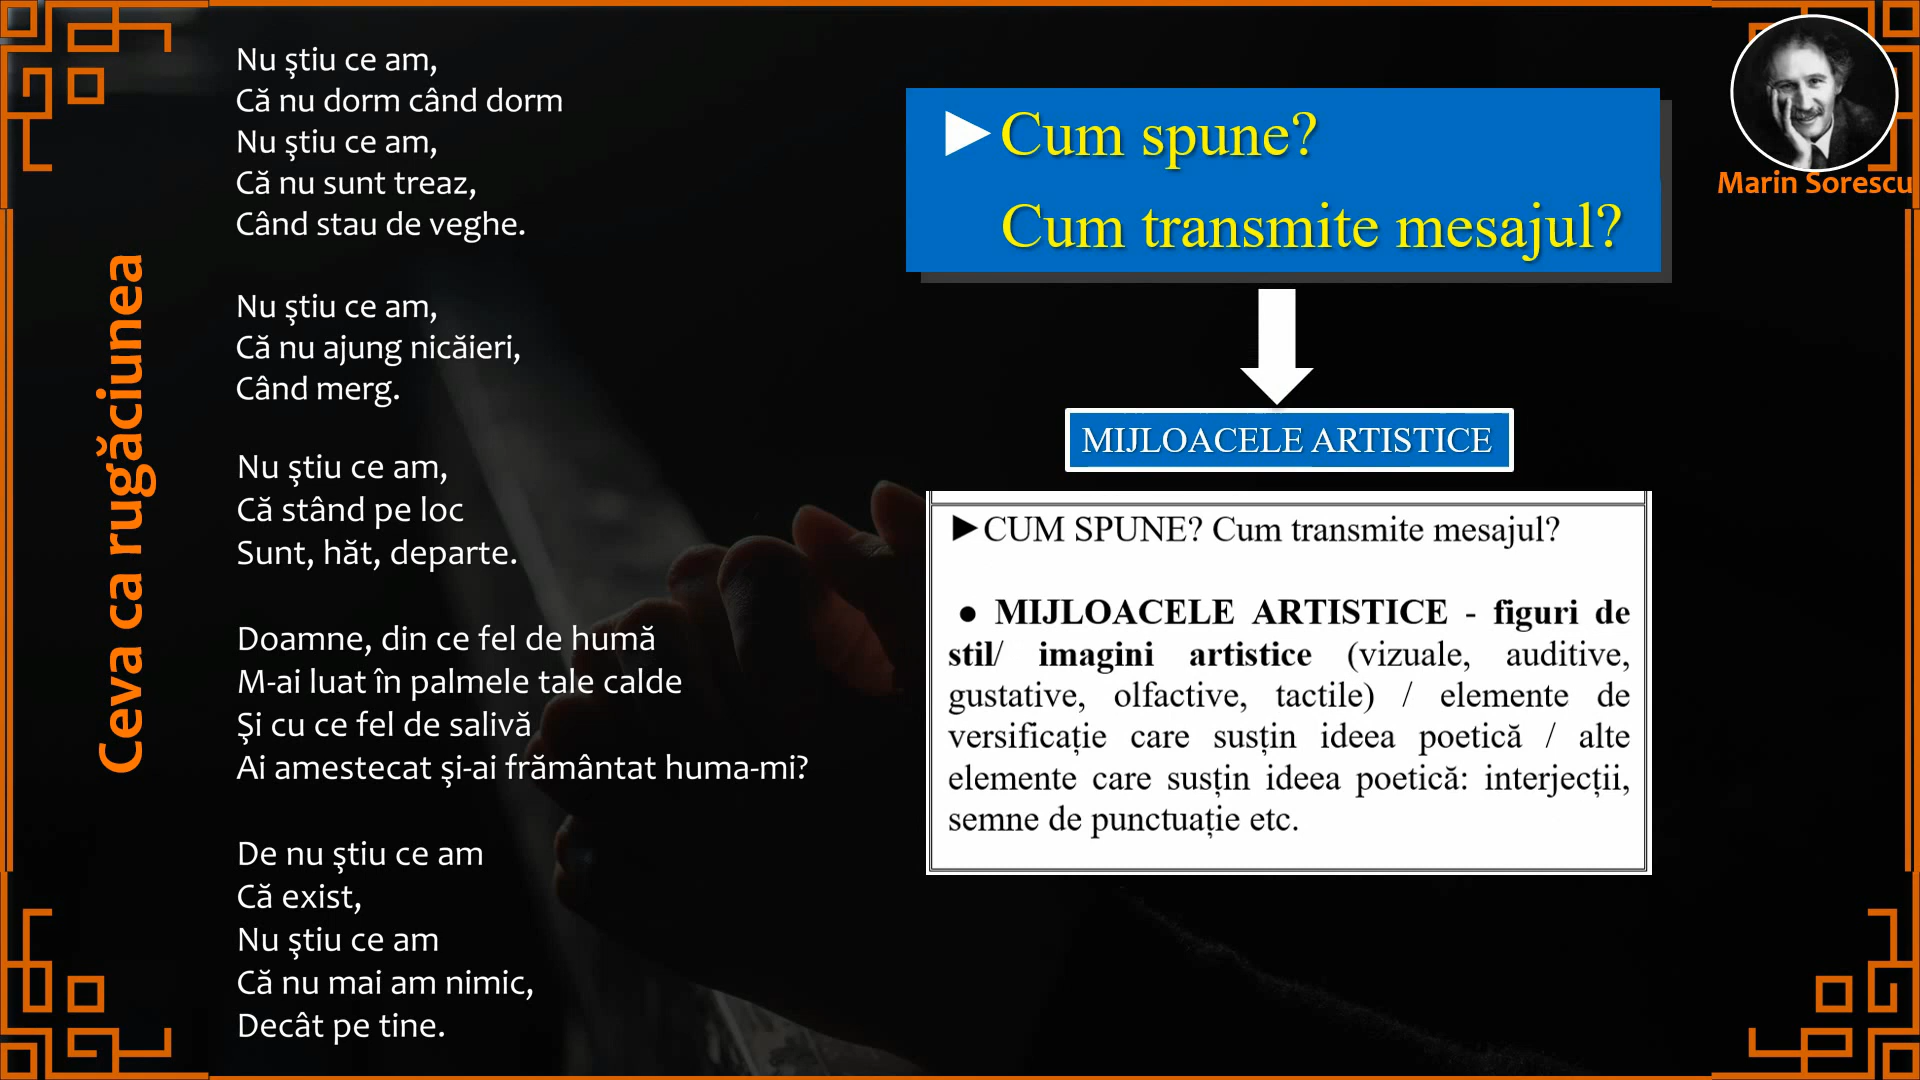 Ceva ca rugăciunea
Nu ştiu ce am,
Că nu dorm când dorm
Nu ştiu ce am,
Că nu sunt treaz,
Când stau de veghe.
Nu ştiu ce am,
Că nu ajung nicăieri,
Când merg.
Nu ştiu ce am,
Că stând pe loc
Sunt, hăt, departe.
Doamne, din ce fel de humă
M-ai luat în palmele tale calde
Şi cu ce fel de salivă
Ai amestecat şi-ai frământat huma-mi?
De nu ştiu ce am
Că exist,
Nu ştiu ce am
Că nu mai am nimic,
Decât pe tine.
►Cum spune?
Cum transmite mesajul?
MIJLOACELE ARTISTICE
►CUM SPUNE? Cum transmite mesajul?
● MIJLOACELE ARTISTICE - figuri de
stil/ imagini artistice (vizuale, auditive,
gustative, olfactive, tactile) / elemente de
versificație care susțin ideea poetică / alte
elemente care susțin ideea poetică: interjecții,
semne de punctuație etc.
Marin Sorescu